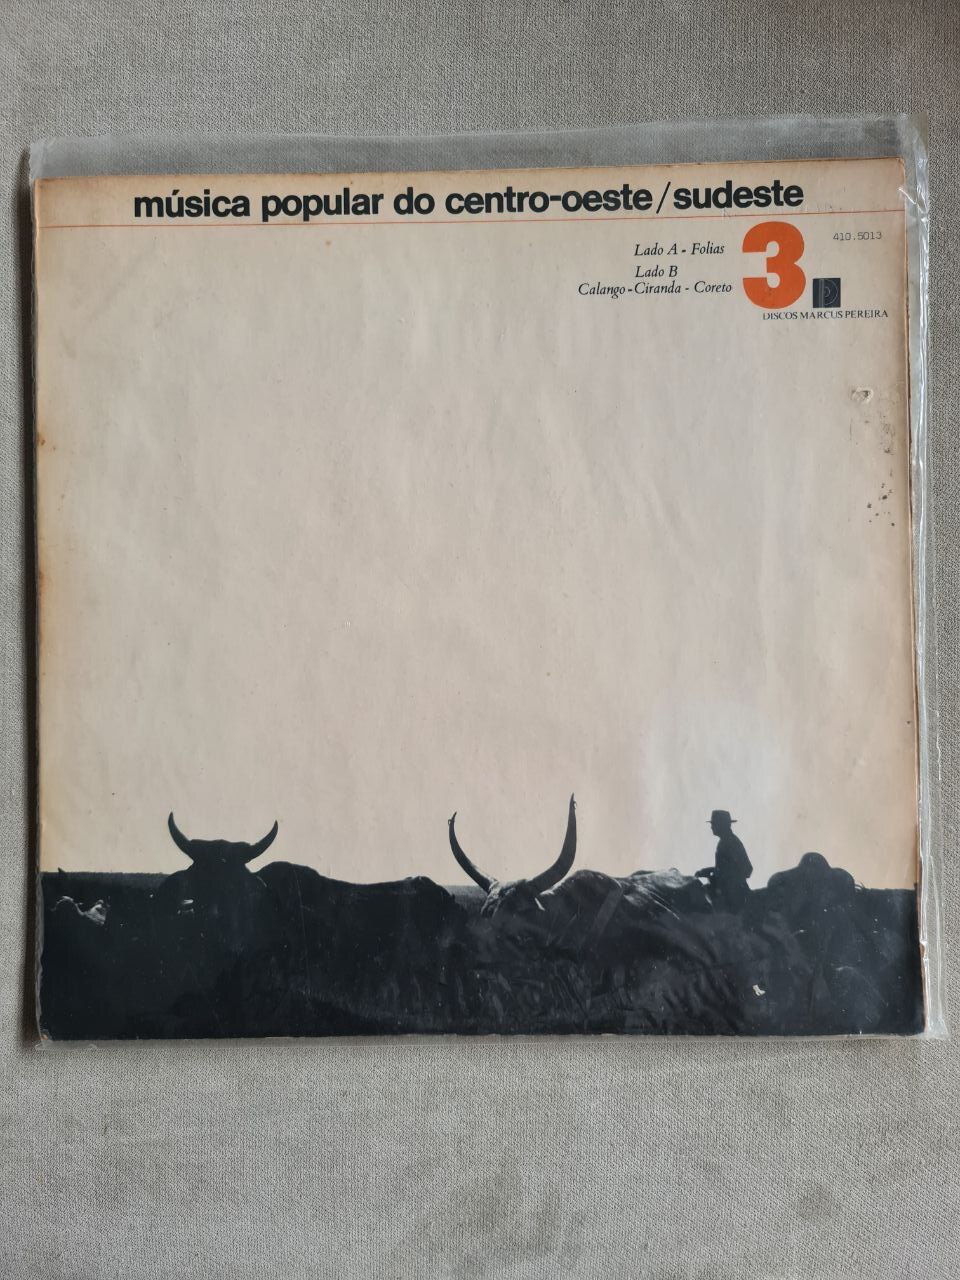 música popular do centro-oeste/sudeste
Lado A - Folias
Lado B
Calango-Ciranda - Coreto
3
410.5013
DISCOS MARCUS PEREIRA